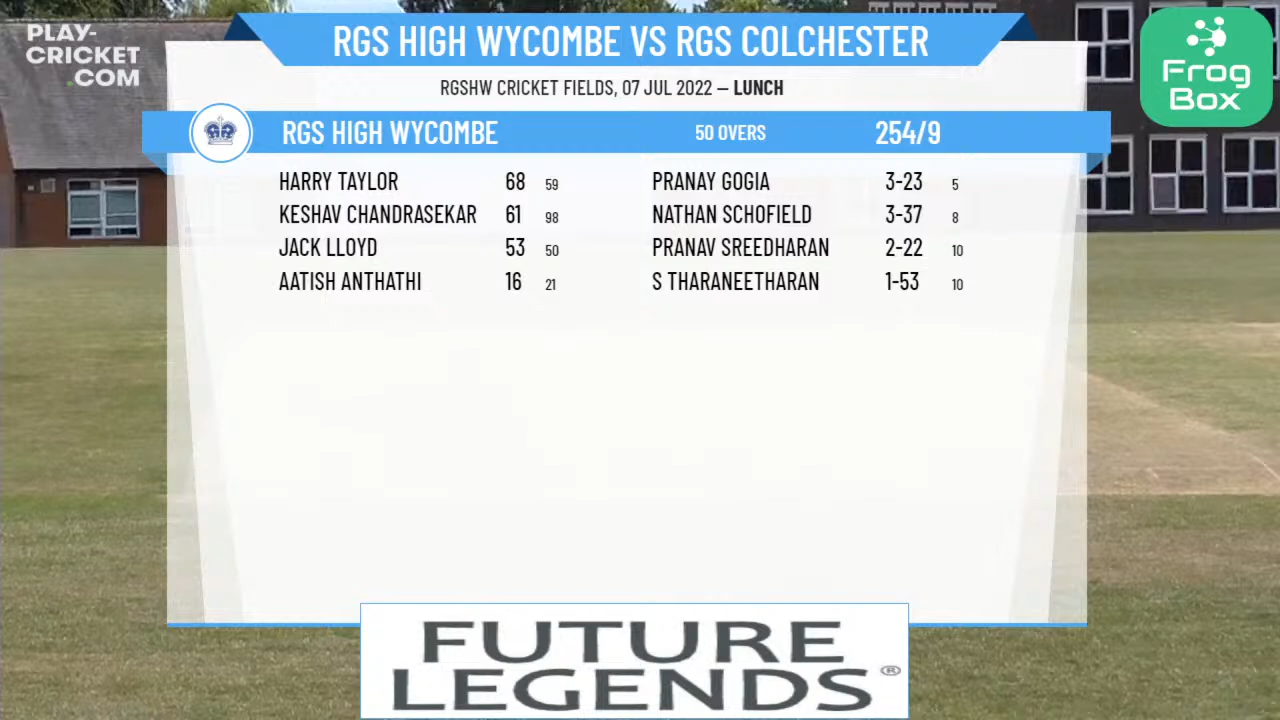 PLAY-
CRICKET
.COM
RGS HIGH WYCOMBE VS RGS COLCHESTER
Frog
Box
RGSHW CRICKET FIELDS, 07 JUL 2022 – LUNCH
RGS HIGH WYCOMBE 50 OVERS 254/9
HARRY TAYLOR 68 59 PRANAY GOGIA 3-23 5
KESHAV CHANDRASEKAR 61 98 NATHAN SCHOFIELD 3-37 8
JACK LLOYD 53 50 PRANAV SREEDHARAN 2-22 10
AATISH ANTHATHI 16 21 S THARANEETHARAN 1-53 10
FUTURE
LEGENDS®